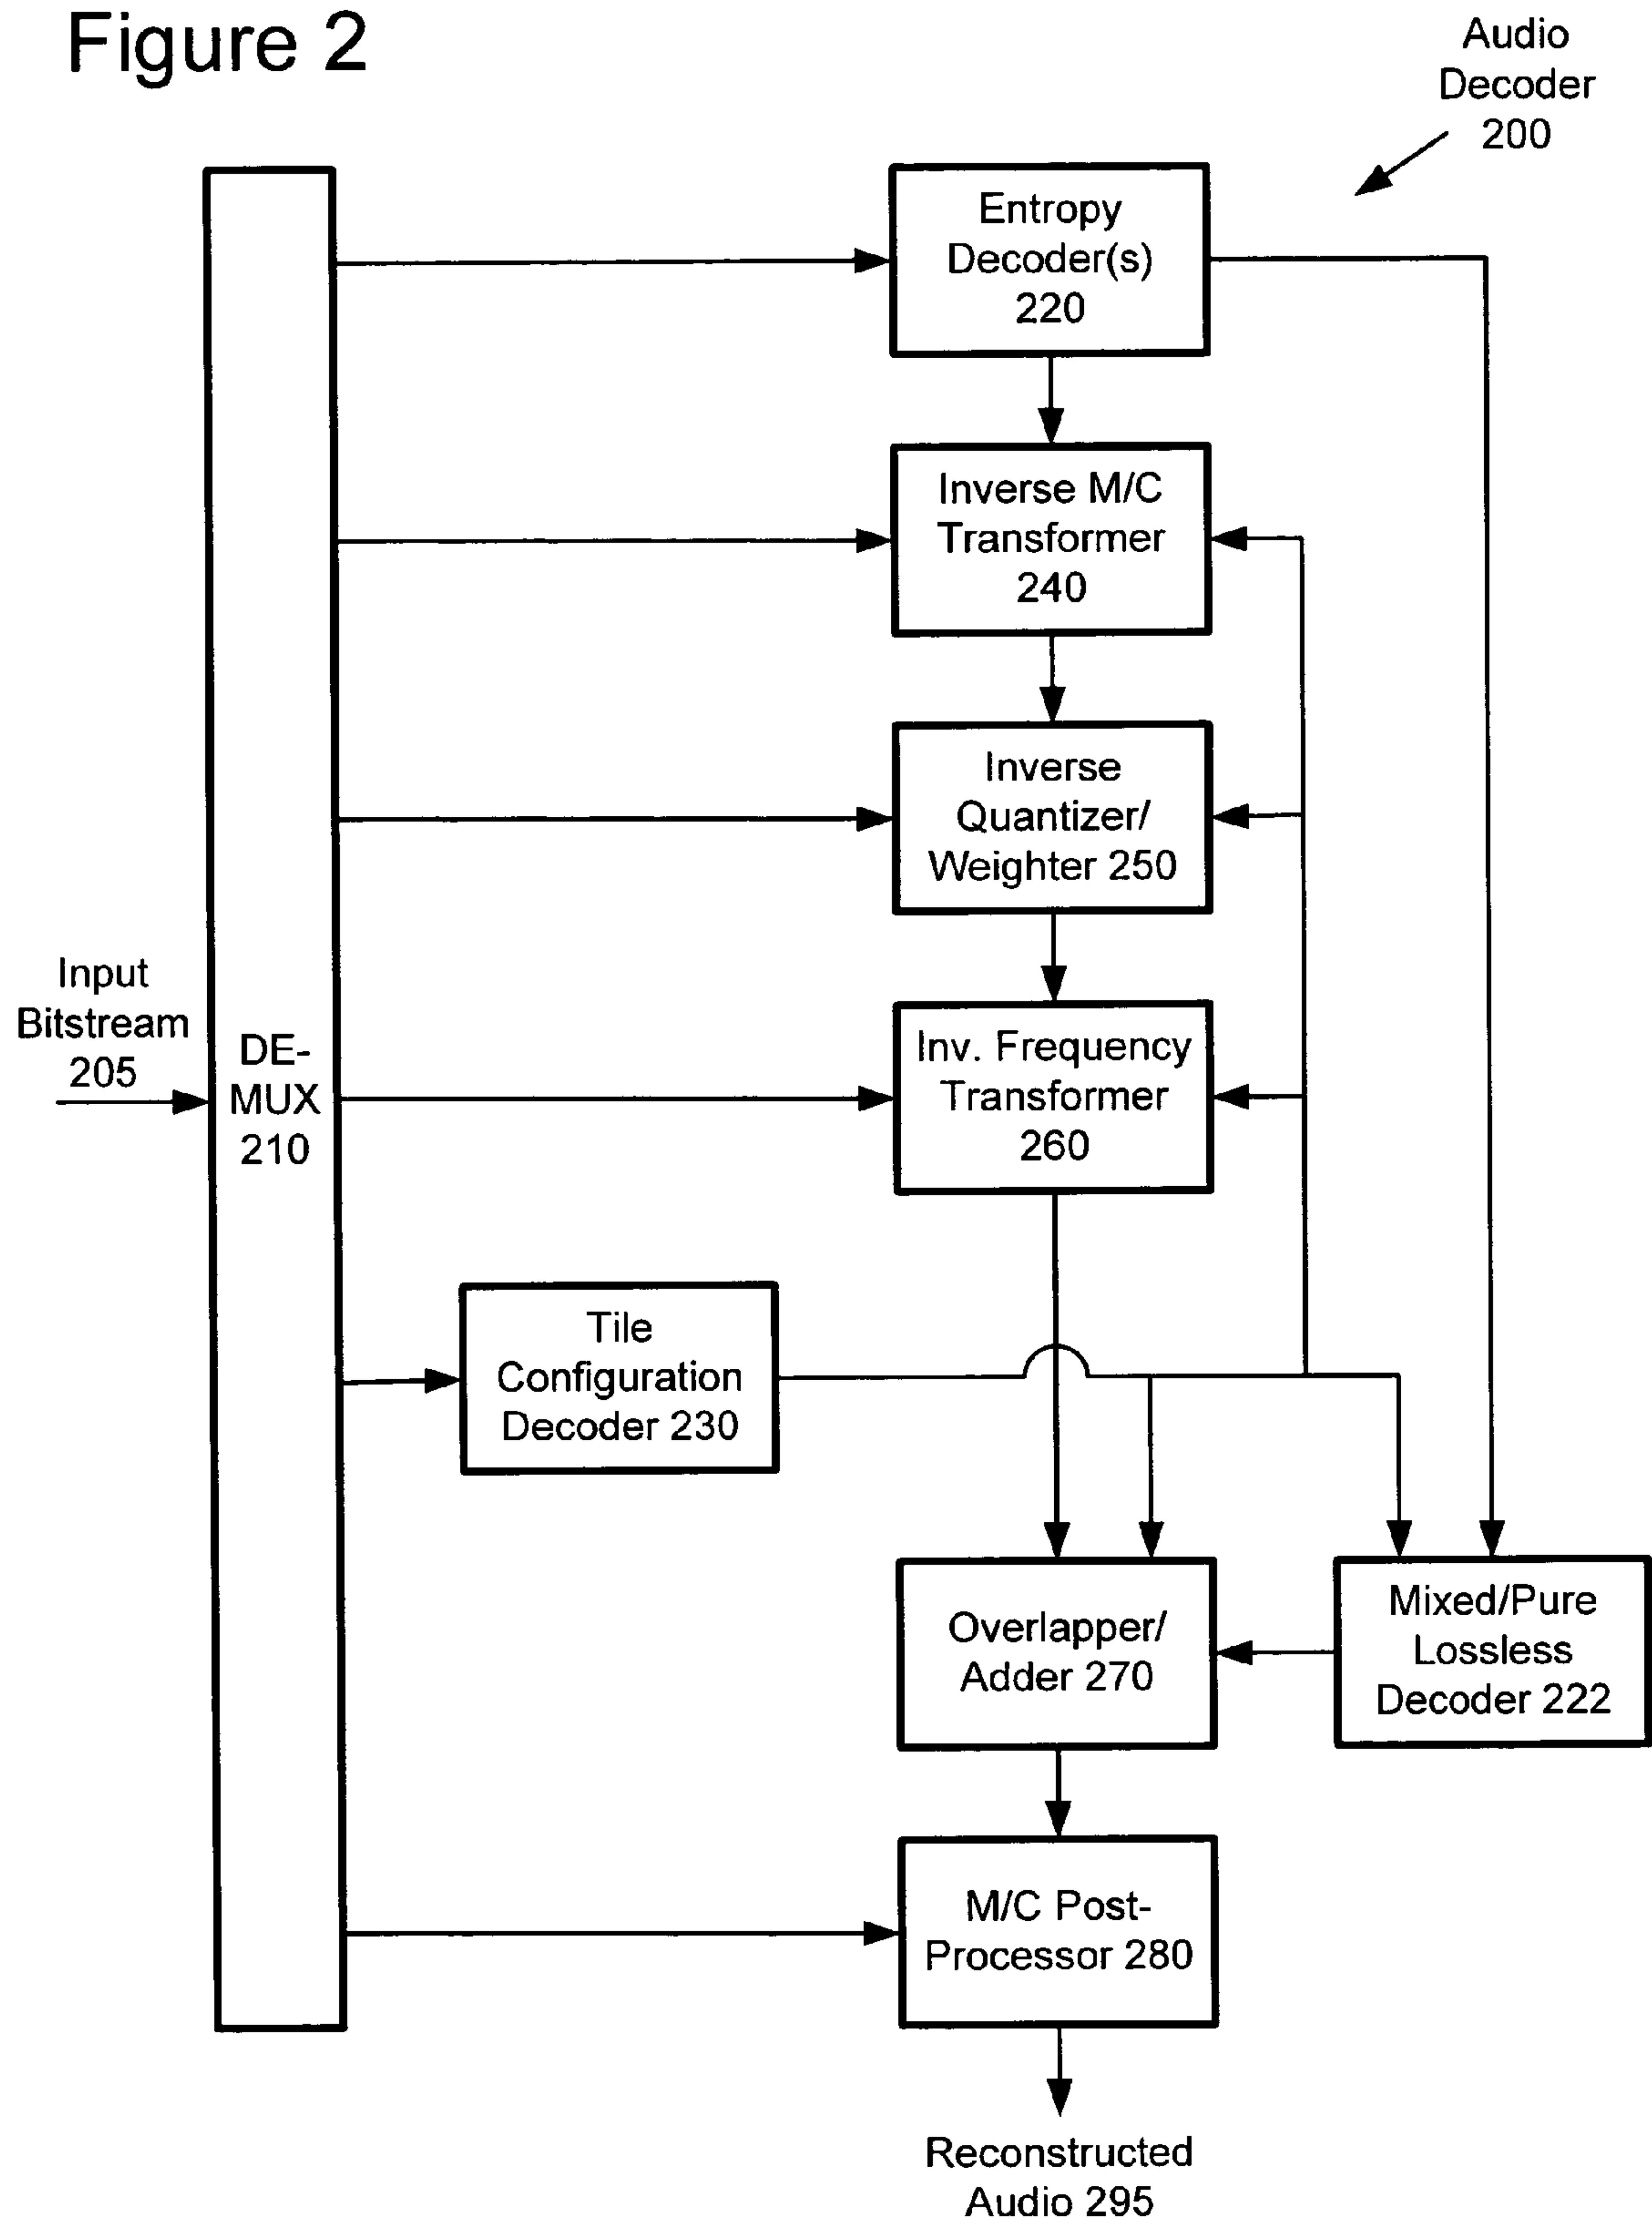 Figure 2
Audio
Decoder
200
Entropy
Decoder(s)
220
Inverse M/C
Transformer
240
Inverse
Quantizer/
Weighter 250
Input
Bitstream
205
DE-
MUX
210
Inv. Frequency
Transformer
260
Tile
Configuration
Decoder 230
Overlapper/
Adder 270
Mixed/Pure
Lossless
Decoder 222
M/C Post-
Processor 280
Reconstructed
Audio 295